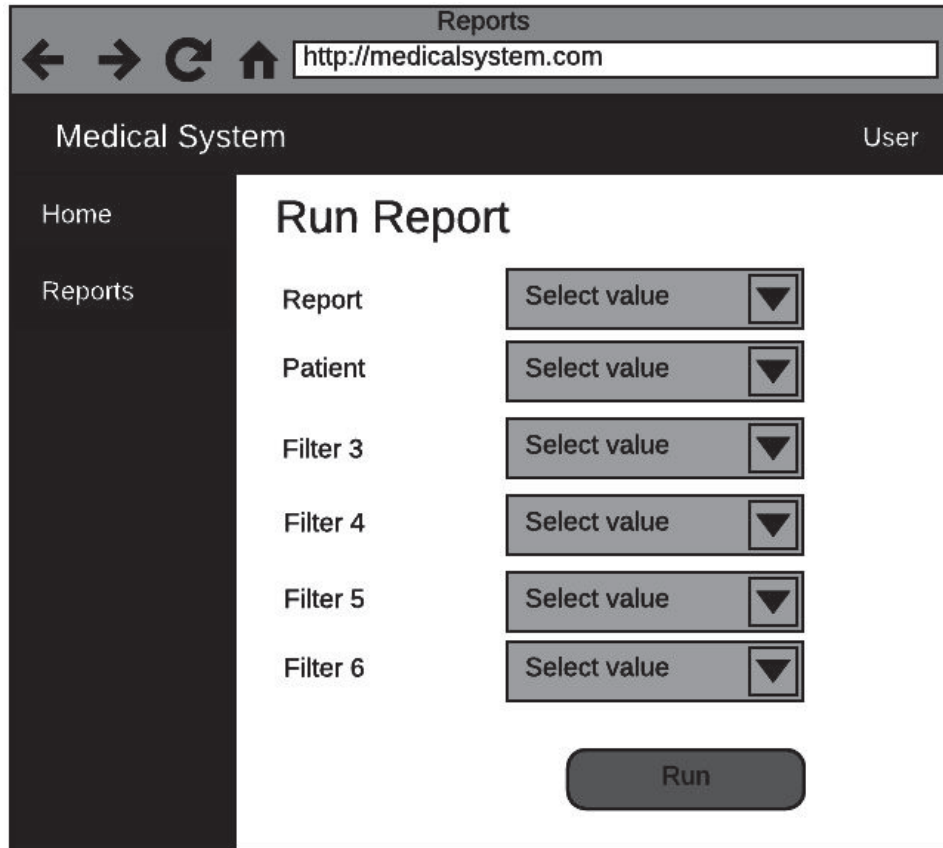 Reports
http://medicalsystem.com
Medical System
User
Home
Reports
Run Report
Report
Select value
Patient
Select value
Filter 3
Select value
Filter 4
Select value
Filter 5
Select value
Filter 6
Select value
Run